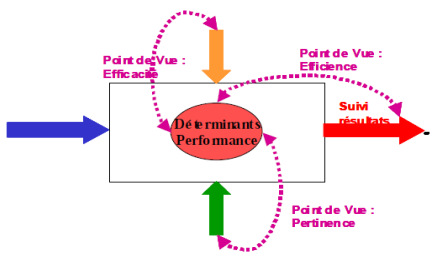 Point de Vue :
Efficacité
Point de Vue :
Efficience
Suivi
résultats
Déterminants
Performance
Point de Vue :
Pertinence